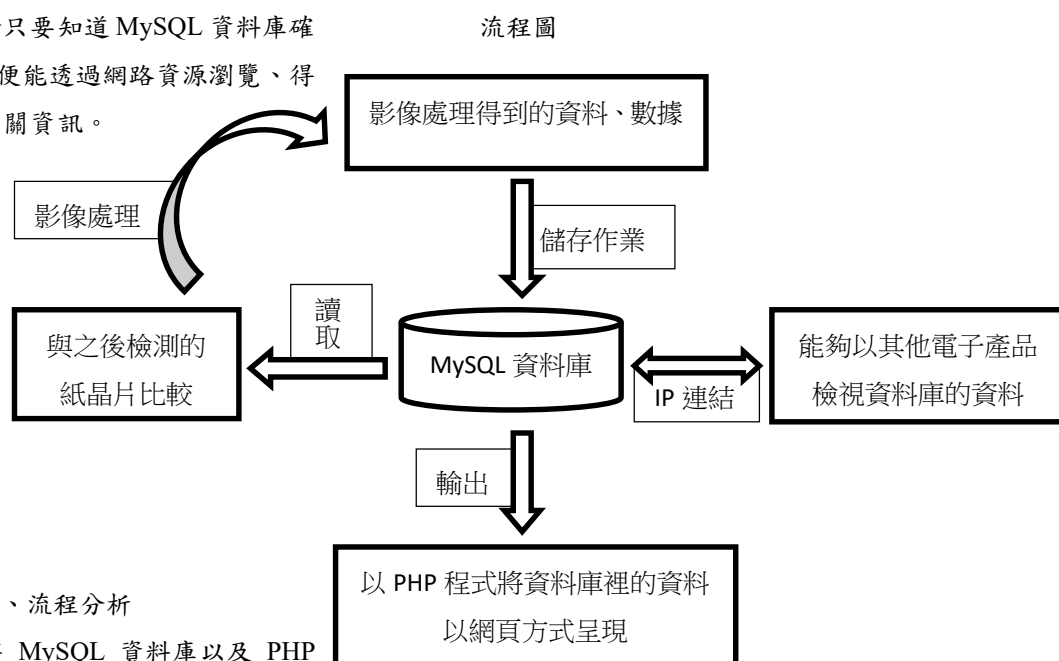 只要知道 MySQL 資料庫確
便能透過網路資源瀏覽、得
關資訊。
流程圖
影像處理得到的資料、數據
影像處理
儲存作業
與之後檢測的
紙晶片比較
讀
取
MySQL 資料庫
IP 連結
能夠以其他電子產品
檢視資料庫的資料
輸出
以 PHP 程式將資料庫裡的資料
以網頁方式呈現
、流程分析
MySQL 資料庫以及 PHP